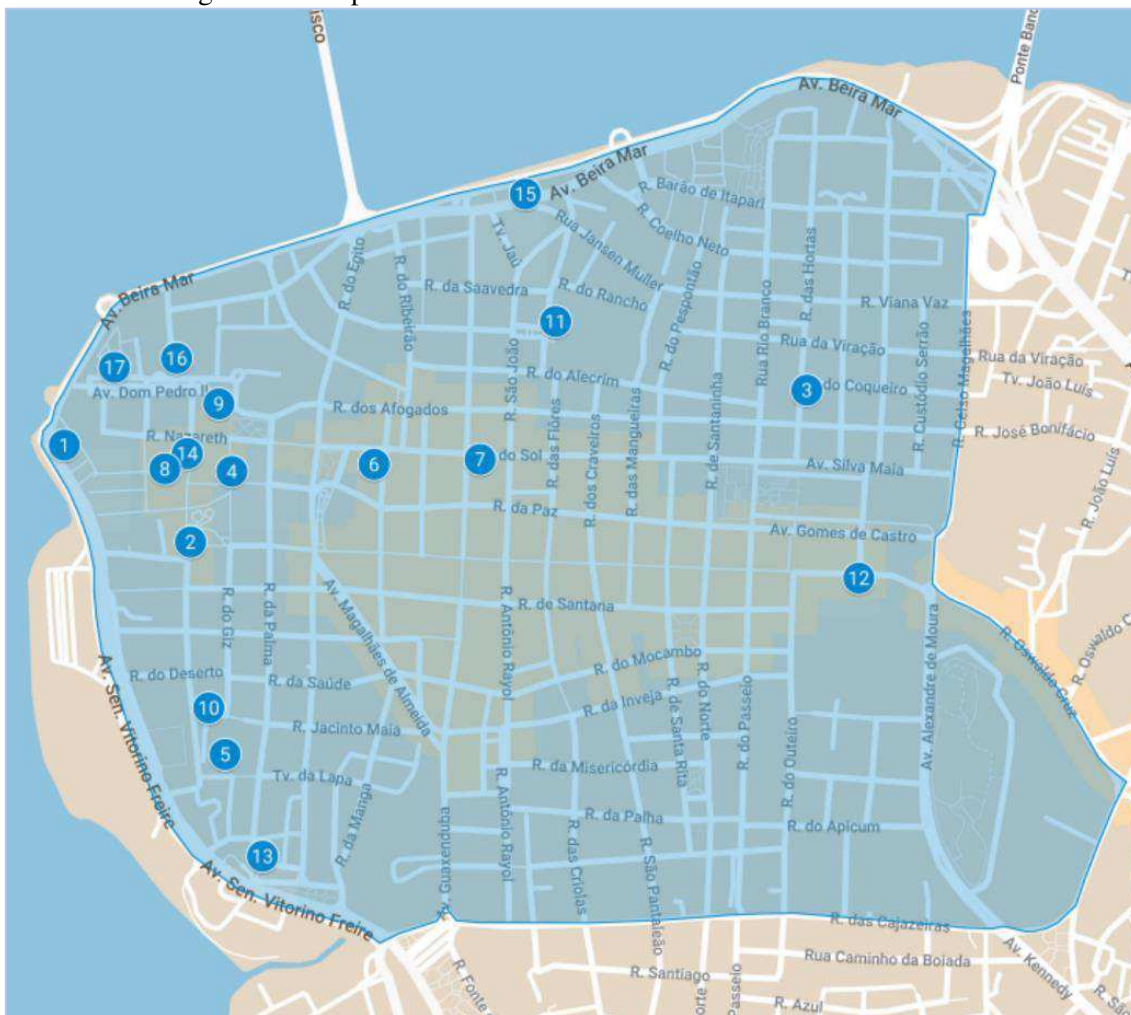 isco
Ponte Band
Av. Beira Mar
Av. Beira Mar
R. Barão de Itapari
15
Rua Jansen Muller
R. Coelho Neto
Tv. Jaú
R. do Egito
R. do Ribeirão
R. da Saavedra
R. do Rancho
R. do Pespontão
R. das Hortas
R. Viana Vaz
Av. Beira Mar
11
Rua Rio Branco
Rua da Viração
R. Custódio Serrão
R. Celso Magalhães
Rua da Viração
Tv. João Luís
16
17
Av. Dom Pedro II
9
R. São João
R. do Alecrim
3
do Coqueiro
R. dos Afogados
R. das Flôres
R. dos Craveiros
R. das Mangueiras
R. de Santaninha
R. José Bonifácio
1
R. Nazareth
14
8
4
6
7
do Sol
Av. Silva Maia
R. João Luís
R. da Paz
Av. Gomes de Castro
2
12
R. do Giz
R. da Palma
Av. Magalhães de Almeida
R. Antônio Rayol
R. de Santana
Av. Alexandre de Moura
R. Oswaldo Cruz
R. Oswaldo C
R. do Deserto
R. da Saúde
R. do Mocambo
R. da Inveja
R. de Santa Rita
R. do Norte
R. do Passeio
R. do Outeiro
10
R. Jacinto Maia
5
Av. Sen. Vitorino Freire
Tv. da Lapa
R. da Manga
R. da Misericórdia
R. Antônio Rayol
R. da Palha
R. do Apicum
13
Av. Sen. Vitorino Freire
Guaxenduba
R. das Criolas
R. São Pantaleão
R. das Cajazeiras
Rua Caminho da Boiada
Av. Kennedy
R. Santiago
R. Fonte
orte
Passeio
R. Azul
R. São